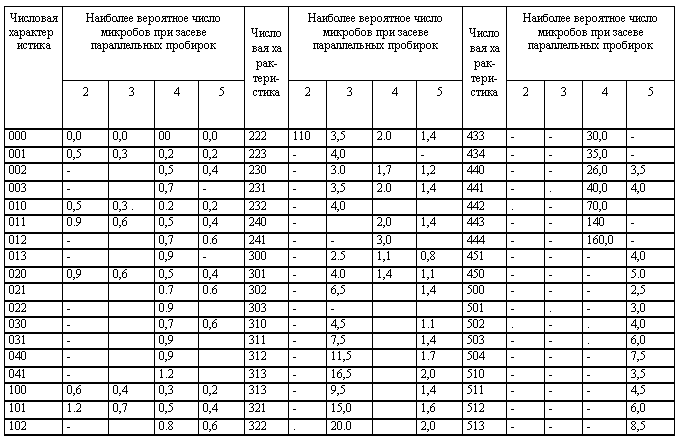 Числовая характер истика | Наиболее вероятное число микробов при засеве параллельных пробирок | Число вая ха рак- тери- стика | Наиболее вероятное число микробов при засеве параллельных пробирок | Число вая ха рак- тери- стика | Наиболее вероятное число микробов при засеве параллельных пробирок
2 | 3 | 4 | 5 | 2 | 3 | 4 | 5 | 2 | 3 | 4 | 5
000 | 0,0 | 0,0 | 00 | 0,0 | 222 | 110 | 3,5 | 2.0 | 1,4 | 433 | - | - | 30,0 | -
001 | 0,5 | 0,3 | 0,2 | 0,2 | 223 | - | 4,0 | | - | 434 | - | - | 35,0 | -
002 | - | | 0,5 | 0,4 | 230 | - | 3.0 | 1,7 | 1,2 | 440 | - | - | 26,0 | 3,5
003 | - | | 0,7 | - | 231 | - | 3,5 | 2.0 | 1,4 | 441 | - | . | 40,0 | 4,0
010 | 0,5 | 0,3 . | 0.2 | 0,2 | 232 | - | 4,0 | | | 442 | . | - | 70,0 |
011 | 0.9 | 0,6 | 0,5 | 0,4 | 240 | - | | 2,0 | 1,4 | 443 | - | - | 140 | -
012 | - | | 0,7 | 0.6 | 241 | - | - | 3,0 | | 444 | - | - | 160,0 | -
013 | - | | 0,9 | - | 300 | - | 2.5 | 1,1 | 0,8 | 451 | - | - | | 4,0
020 | 0,9 | 0,6 | 0,5 | 0,4 | 301 | - | 4.0 | 1,4 | 1,1 | 450 | - | - | - | 5.0
021 | | | 0.7 | 0.6 | 302 | - | 6,5 | | 1,4 | 500 | - | - | - | 2,5
022 | - | | 0.9 | | 303 | - | - | | | 501 | - | . | - | 3,0
030 | - | | 0,7 | 0,6 | 310 | - | 4,5 | | 1.1 | 502 | . | - | . | 4,0
031 | - | | 0,9 | | 311 | - | 7,5 | | 1,4 | 503 | - | - | . | 6,0
040 | - | | 0,9 | | 312 | - | 11,5 | | 1.7 | 504 | - | - | - | 7,5
041 | - | | 1.2 | | 313 | - | 16,5 | | 2,0 | 510 | - | - | - | 3,5
100 | 0,6 | 0,4 | 0,3 | 0,2 | 313 | - | 9,5 | | 1,4 | 511 | - | - | - | 4,5
101 | 1.2 | 0,7 | 0,5 | 0,4 | 321 | - | 15,0 | | 1,6 | 512 | - | - | - | 6,0
102 | - | | 0.8 | 0,6 | 322 | . | 20.0 | | 2,0 | 513 | - | - | - | 8,5